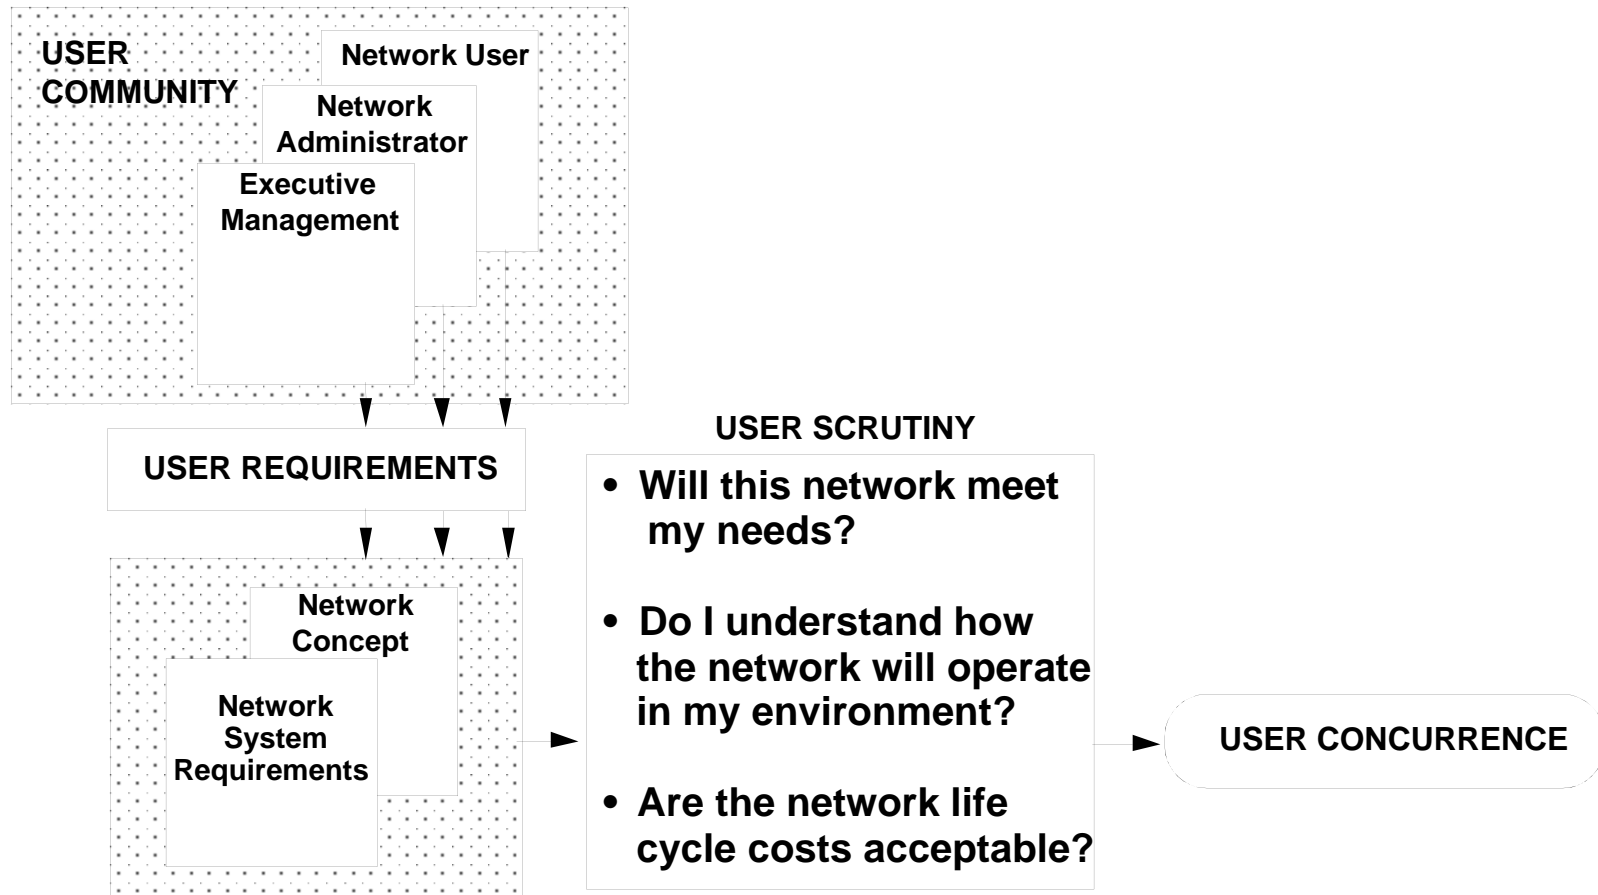 USER
COMMUNITY
Network User
Network
Administrator
Executive
Management
USER REQUIREMENTS
Network
Concept
Network
System
Requirements
USER SCRUTINY
• Will this network meet
my needs?
• Do I understand how
the network will operate
in my environment?
• Are the network life
cycle costs acceptable?
USER CONCURRENCE